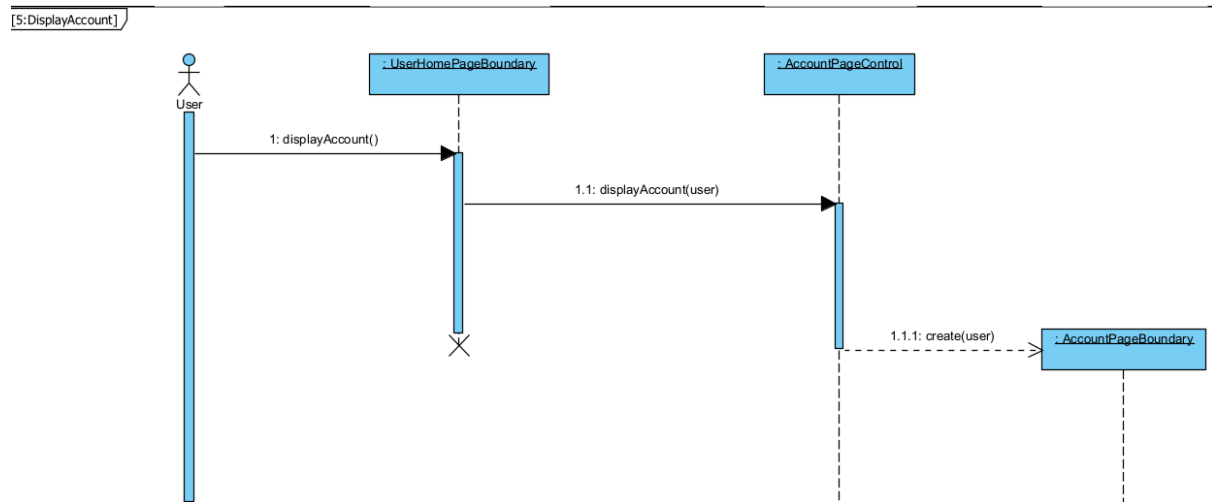 [5:DisplayAccount]
: UserHomePageBoundary
: AccountPageControl
User
1: displayAccount()
1.1: displayAccount(user)
1.1.1: create(user)
: AccountPageBoundary